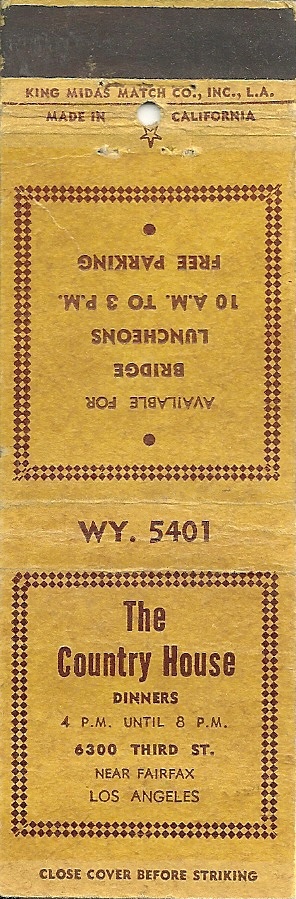 KING MIDAS MATCH CO., INC., L.A.
MADE IN CALIFORNIA
AVAILABLE FOR
BRIDGE
LUNCHEONS
10 A.M. TO 3 P.M.
FREE PARKING
WY. 5401
The
Country House
DINNERS
4 P.M. UNTIL 8 P.M.
6300 THIRD ST.
NEAR FAIRFAX
LOS ANGELES
CLOSE COVER BEFORE STRIKING